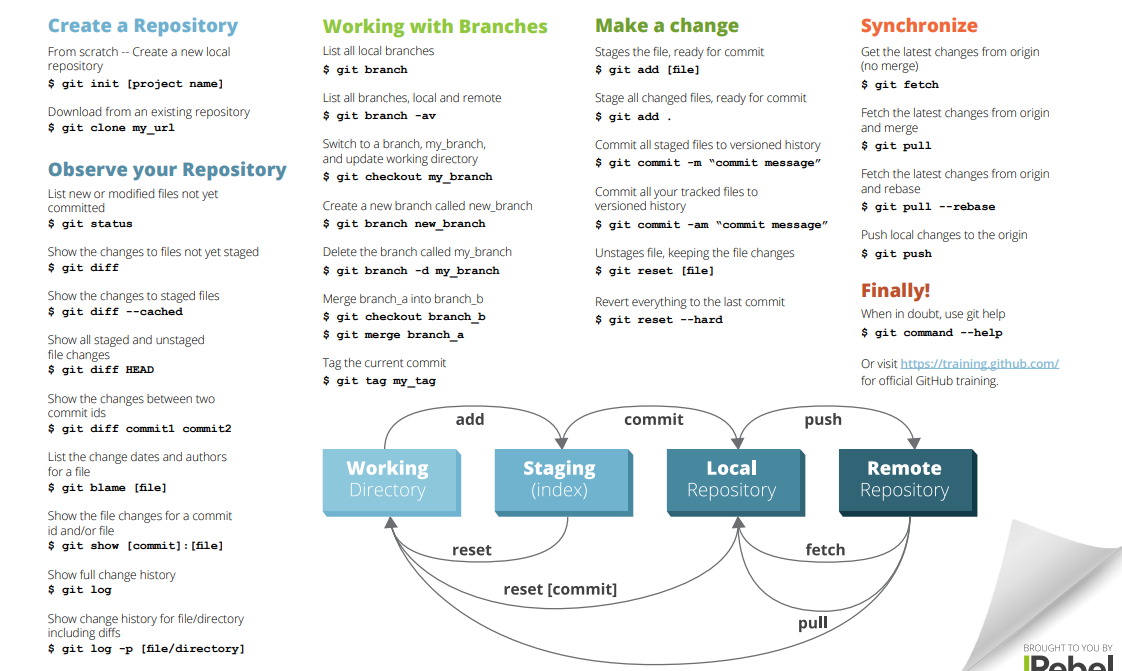 Create a Repository
From scratch -- Create a new local
repository
$ git init [project name]
Download from an existing repository
$ git clone my_url
Observe your Repository
List new or modified files not yet
committed
$ git status
Show the changes to files not yet staged
$ git diff
Show the changes to staged files
$ git diff --cached
Show all staged and unstaged
file changes
$ git diff HEAD
Show the changes between two
commit ids
$ git diff commit1 commit2
List the change dates and authors
for a file
$ git blame [file]
Show the file changes for a commit
id and/or file
$ git show [commit]:[file]
Show full change history
$ git log
Show change history for file/directory
including diffs
$ git log -p [file/directory]
Working with Branches
List all local branches
$ git branch
List all branches, local and remote
$ git branch -av
Switch to a branch, my_branch,
and update working directory
$ git checkout my_branch
Create a new branch called new_branch
$ git branch new_branch
Delete the branch called my_branch
$ git branch -d my_branch
Merge branch_a into branch_b
$ git checkout branch_b
$ git merge branch_a
Tag the current commit
$ git tag my_tag
Make a change
Stages the file, ready for commit
$ git add [file]
Stage all changed files, ready for commit
$ git add .
Commit all staged files to versioned history
$ git commit -m “commit message”
Commit all your tracked files to
versioned history
$ git commit -am “commit message”
Unstages file, keeping the file changes
$ git reset [file]
Revert everything to the last commit
$ git reset --hard
Synchronize
Get the latest changes from origin
(no merge)
$ git fetch
Fetch the latest changes from origin
and merge
$ git pull
Fetch the latest changes from origin
and rebase
$ git pull --rebase
Push local changes to the origin
$ git push
Finally!
When in doubt, use git help
$ git command --help
Or visit https://training.github.com/
for official GitHub training.
add
commit
push
Working
Directory
Staging
(index)
Local
Repository
Remote
Repository
reset
fetch
reset [commit]
pull
BROUGHT TO YOU BY
JRebel